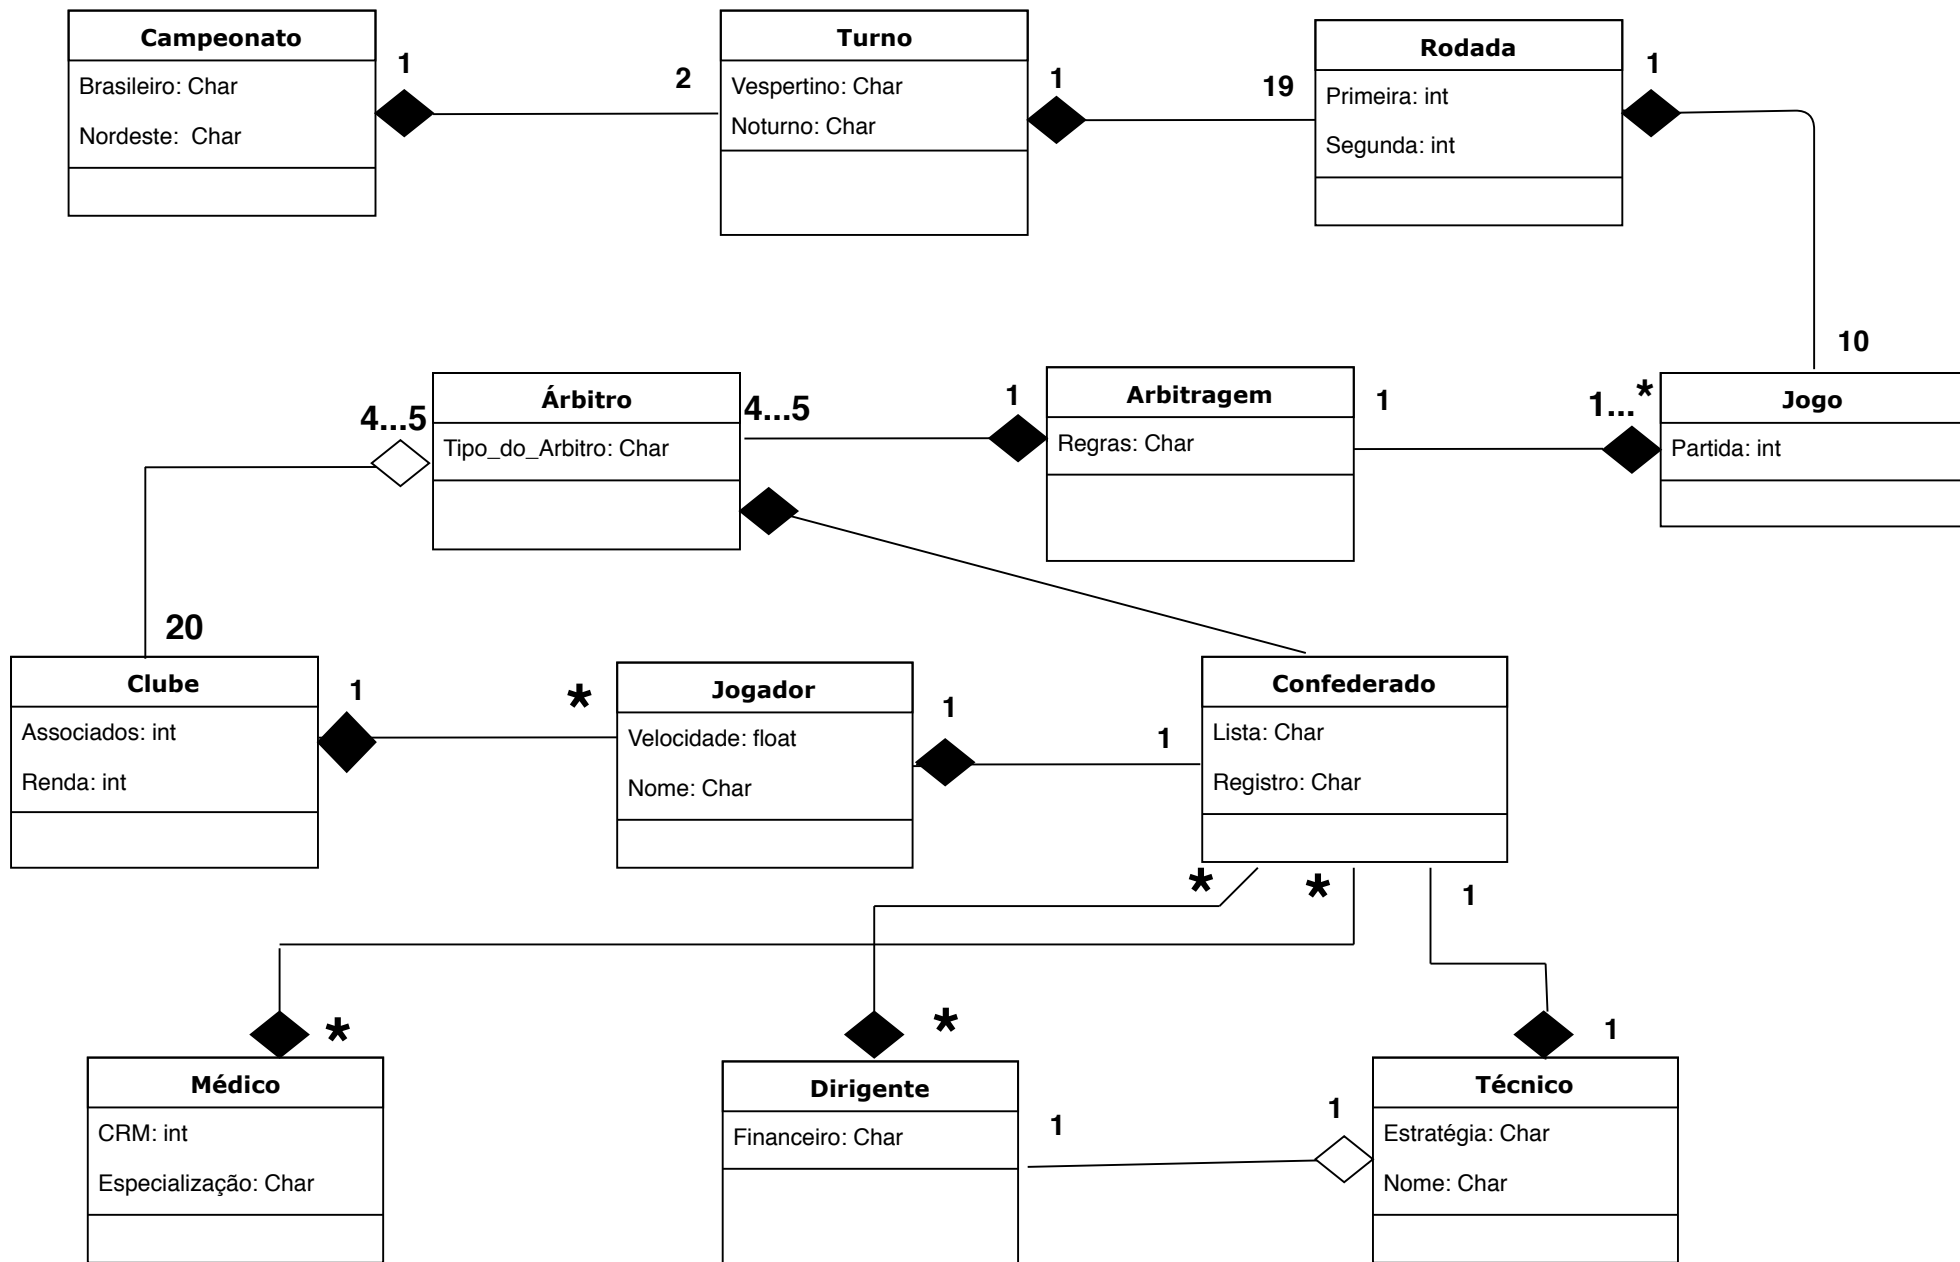 Campeonato
Brasileiro: Char
Nordeste:  Char
1
2
Turno
Vespertino: Char
Noturno: Char
1
19
Rodada
Primeira: int
Segunda: int
1
10
Árbitro
Tipo_do_Arbitro: Char
4...5
4...5
1
Arbitragem
Regras: Char
1
1...*
Jogo
Partida: int
20
Clube
Associados: int
Renda: int
1
*
Jogador
Velocidade: float
Nome: Char
1
1
Confederado
Lista: Char
Registro: Char
*
*
1
*
*
1
Médico
CRM: int
Especialização: Char
Dirigente
Financeiro: Char
1
1
Técnico
Estratégia: Char
Nome: Char